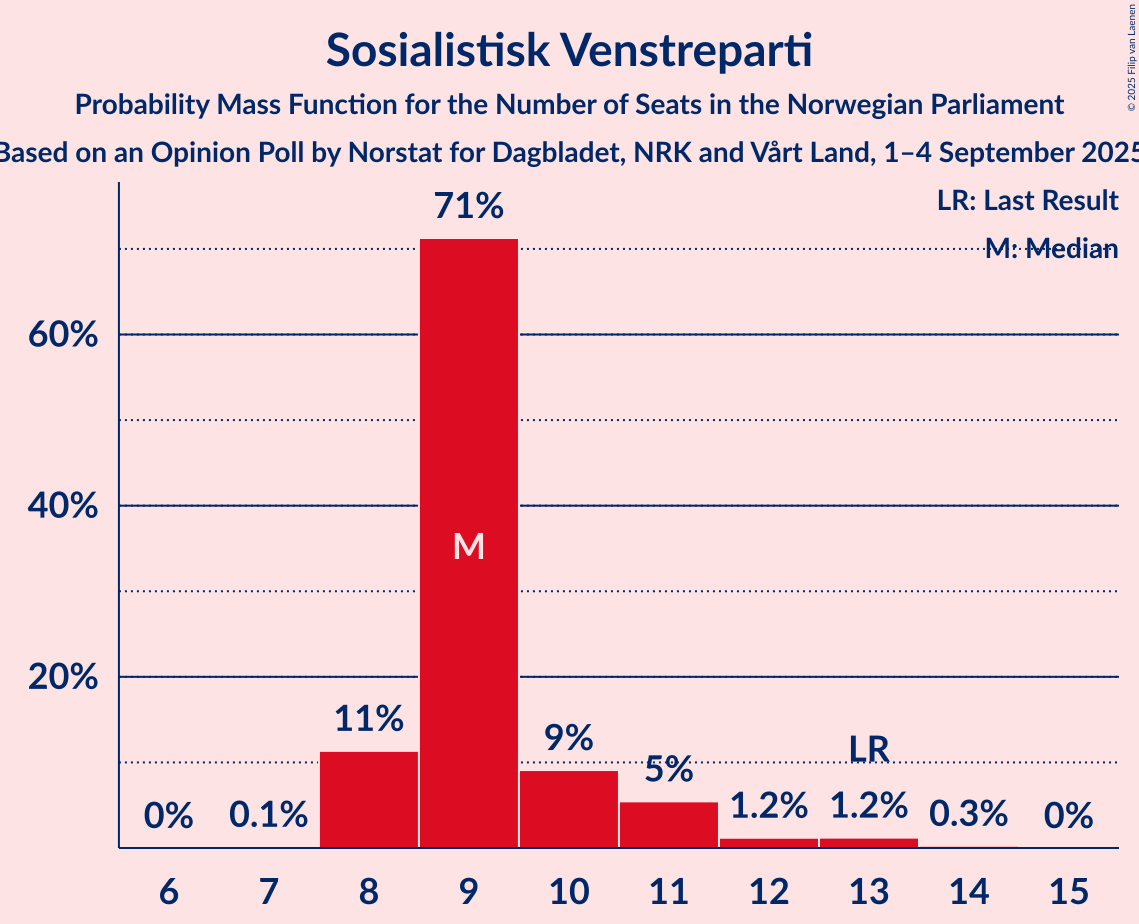 Sosialistisk Venstreparti
Probability Mass Function for the Number of Seats in the Norwegian Parliament
Based on an Opinion Poll by Norstat for Dagbladet, NRK and Vårt Land, 1–4 September 2025
© 2025 Filip van Laenen
LR: Last Result
M: Median
60%
40%
20%
0%
0.1%
11%
71%
M
9%
5%
1.2%
LR
1.2%
0.3%
0%
6 7 8 9 10 11 12 13 14 15